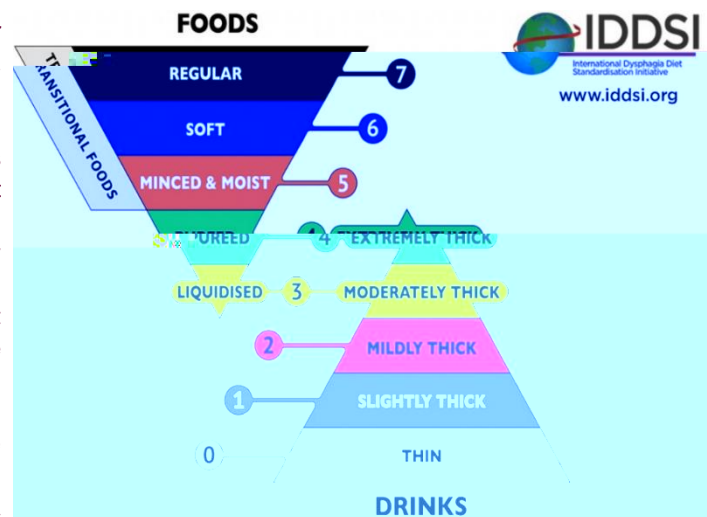 FOODS
IDDSI
International Dysphagia Diet
Standardisation Initiative
www.iddsi.org
TRANSITIONAL FOODS
REGULAR
7
SOFT
6
MINCED & MOIST
5
PUREED
4
EXTREMELY THICK
LIQUIDISED
3
MODERATELY THICK
2
MILDLY THICK
1
SLIGHTLY THICK
0
THIN
DRINKS